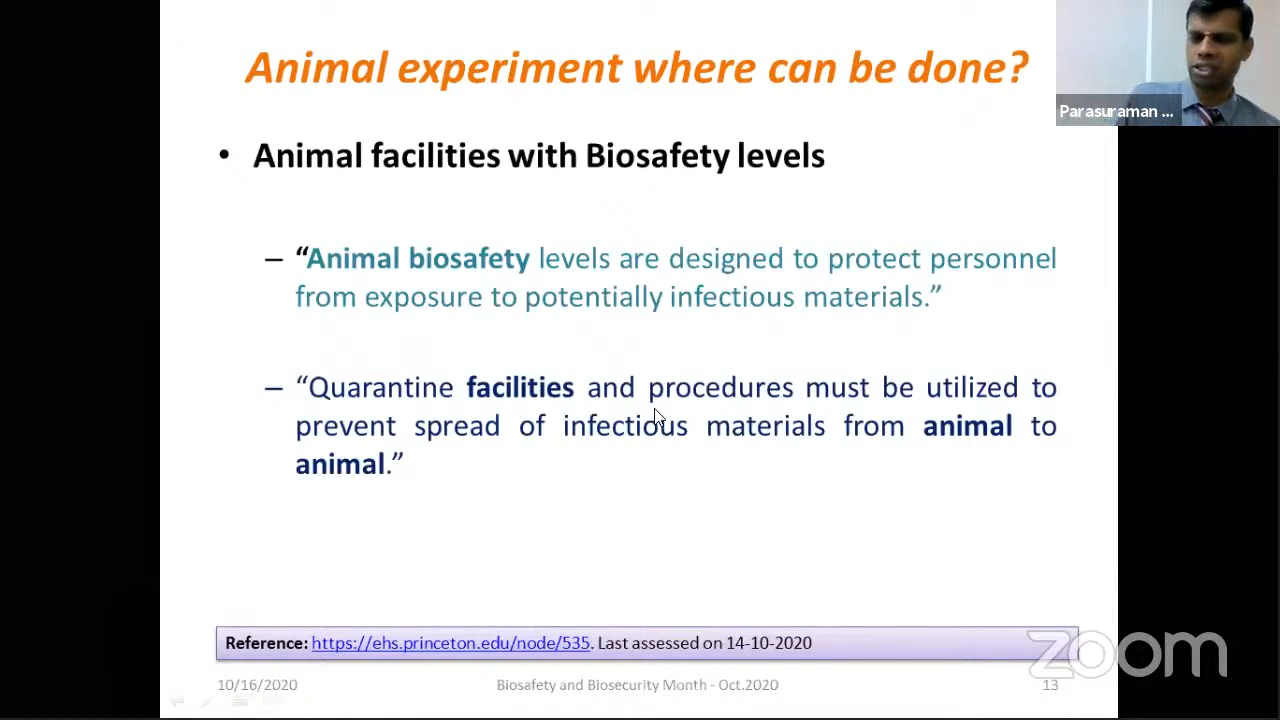 Animal experiment where can be done?
Parasuraman ...
• Animal facilities with Biosafety levels
– “Animal biosafety levels are designed to protect personnel
from exposure to potentially infectious materials.”
– “Quarantine facilities and procedures must be utilized to
prevent spread of infectious materials from animal to
animal.”
Reference: https://ehs.princeton.edu/node/535. Last assessed on 14-10-2020
zoom
10/16/2020
Biosafety and Biosecurity Month - Oct.2020
13